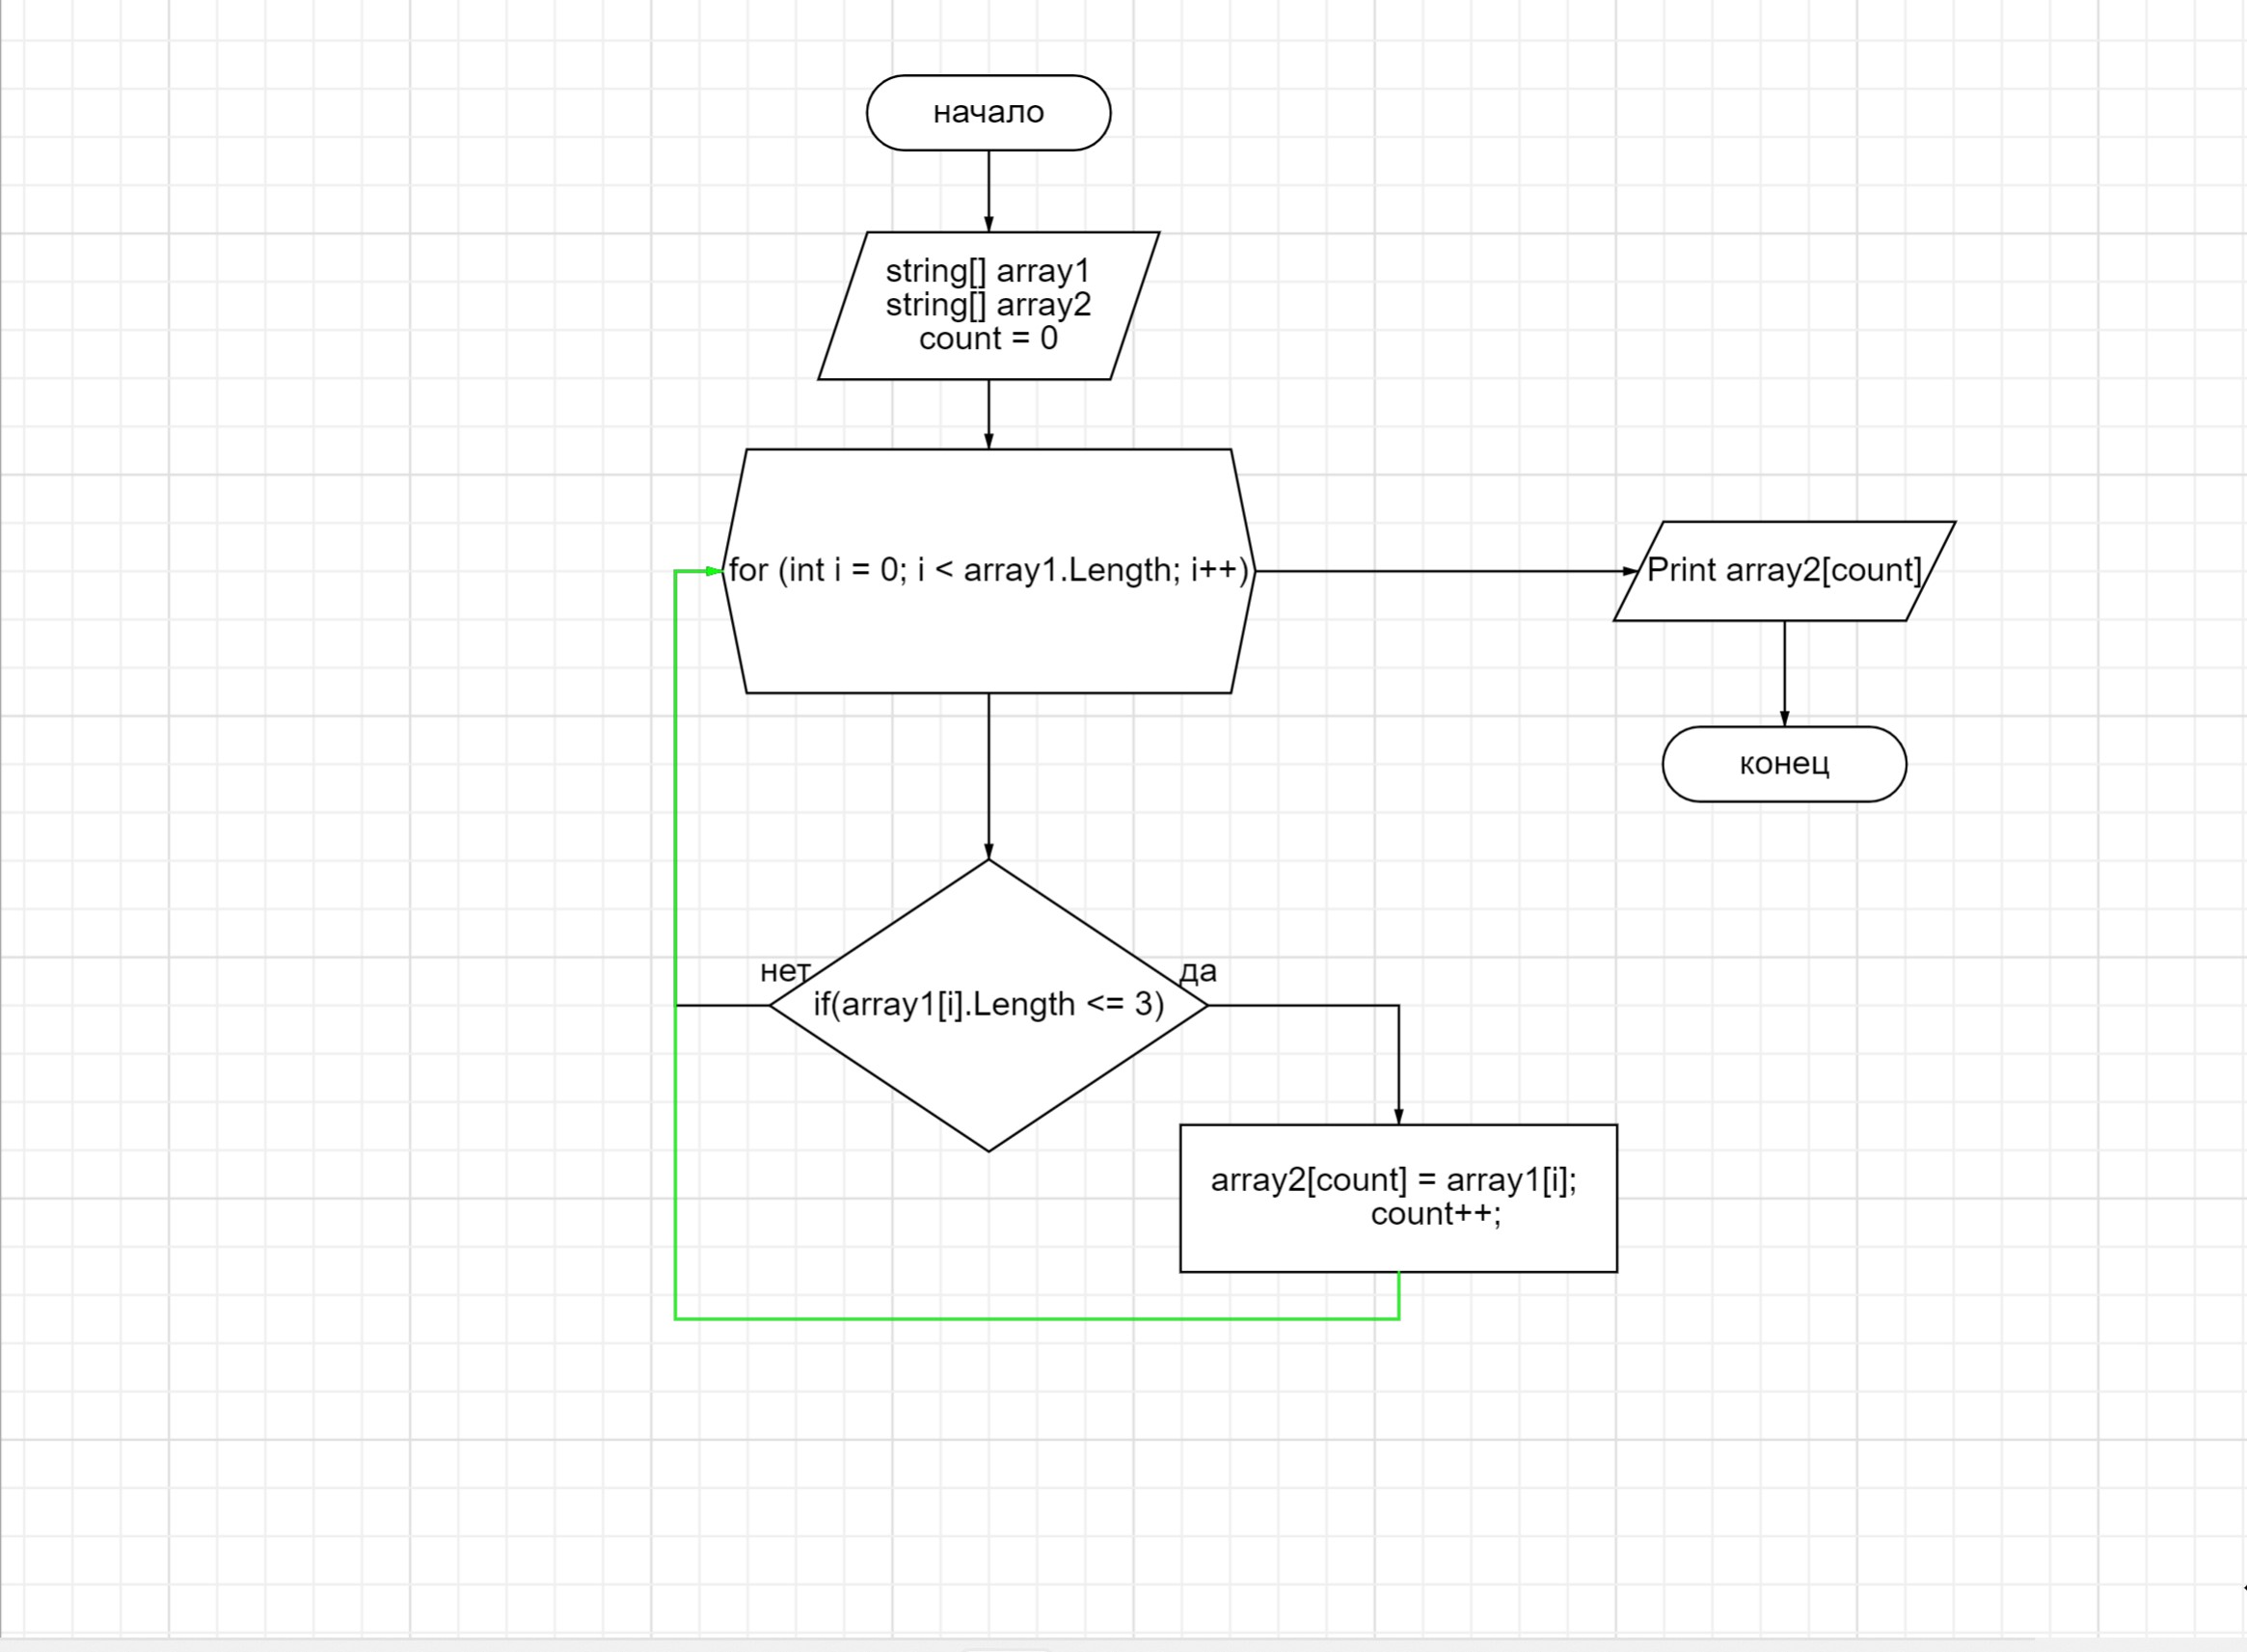 начало
string[] array1
string[] array2
count = 0
for (int i = 0; i < array1.Length; i++)
Print array2[count]
конец
нет
да
if(array1[i].Length <= 3)
array2[count] = array1[i];
count++;